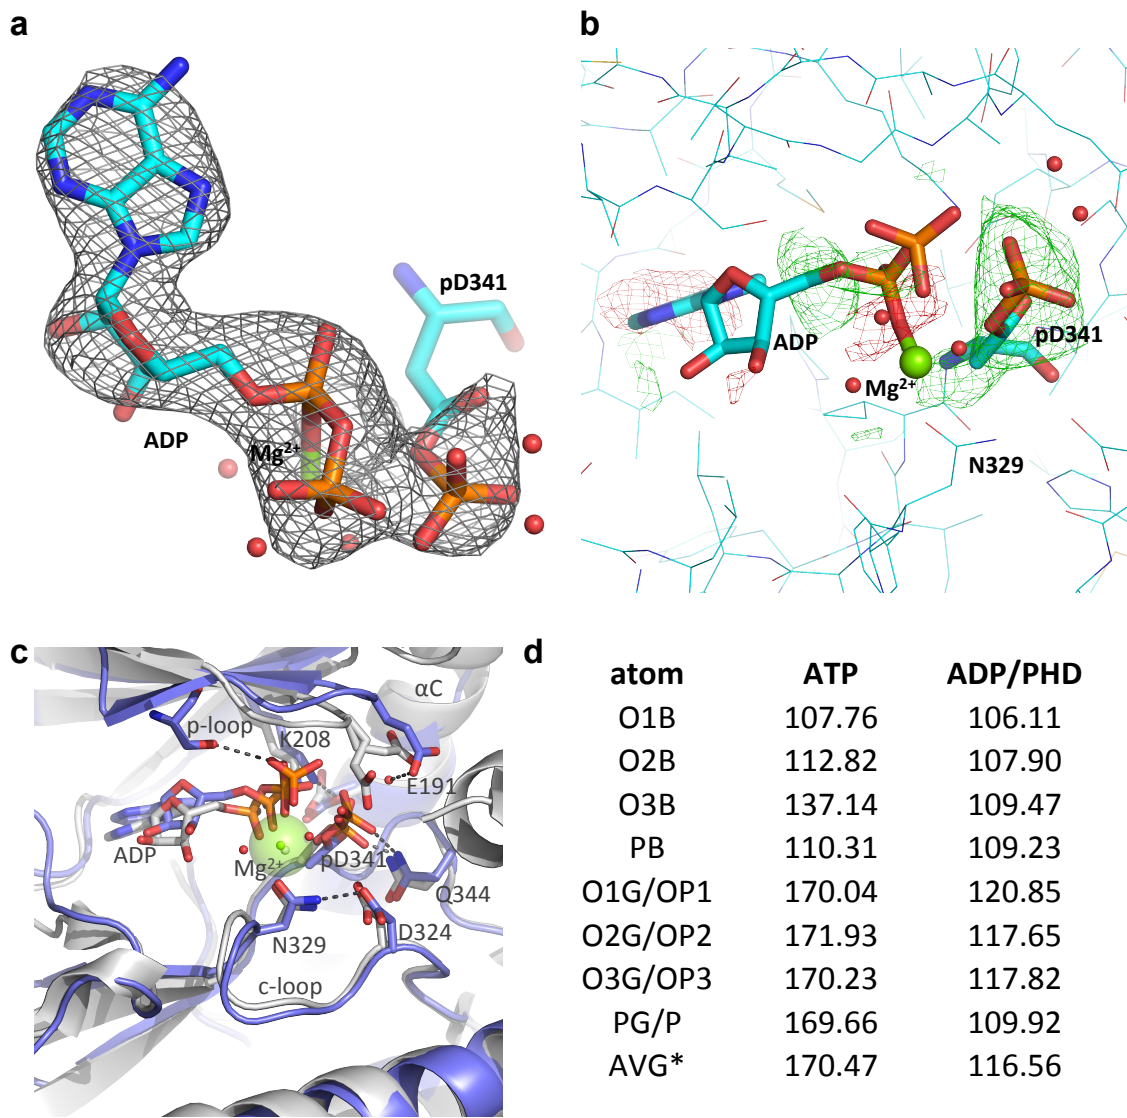 a
pD341
ADP
Mg²⁺
b
ADP
pD341
Mg²⁺
N329
c
αC
p-loop
K208
E191
ADP
Mg²⁺
pD341
Q344
N329
D324
c-loop
d
atom ATP ADP/PHD
O1B 107.76 106.11
O2B 112.82 107.90
O3B 137.14 109.47
PB 110.31 109.23
O1G/OP1 170.04 120.85
O2G/OP2 171.93 117.65
O3G/OP3 170.23 117.82
PG/P 169.66 109.92
AVG* 170.47 116.56